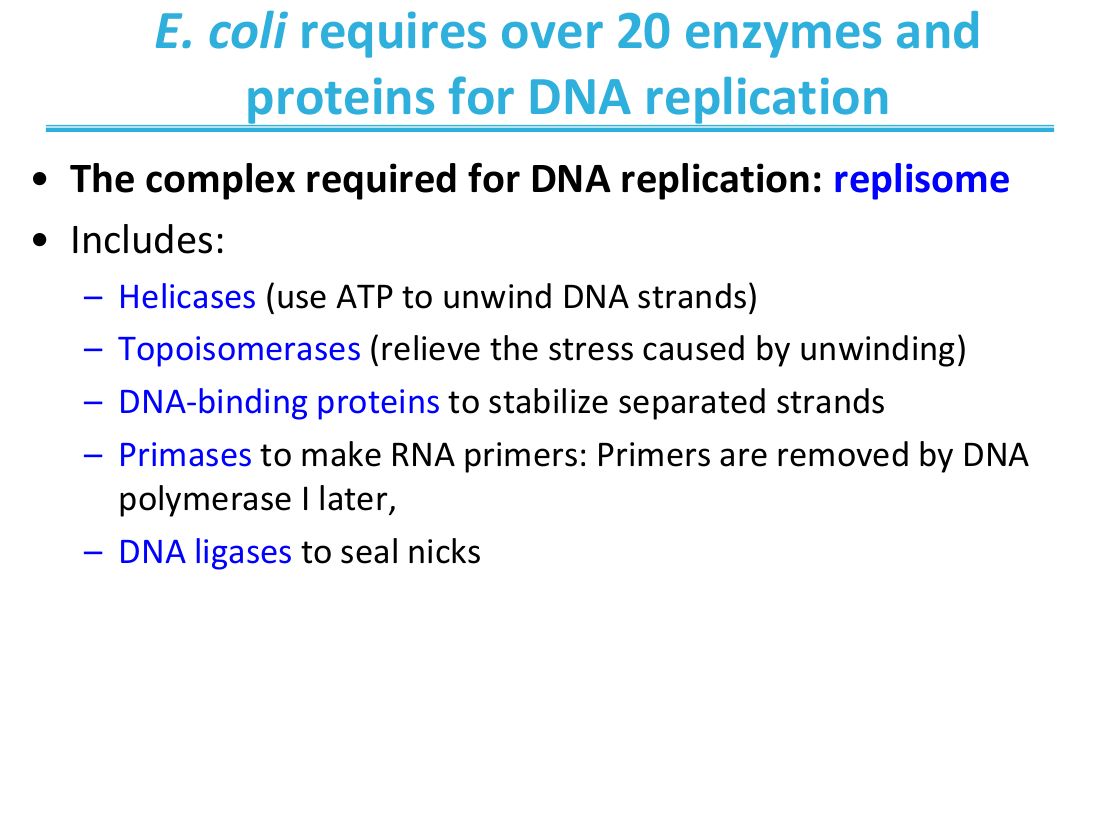 E. coli requires over 20 enzymes and
proteins for DNA replication
• The complex required for DNA replication: replisome
• Includes:
– Helicases (use ATP to unwind DNA strands)
– Topoisomerases (relieve the stress caused by unwinding)
– DNA-binding proteins to stabilize separated strands
– Primases to make RNA primers: Primers are removed by DNA
polymerase I later,
– DNA ligases to seal nicks